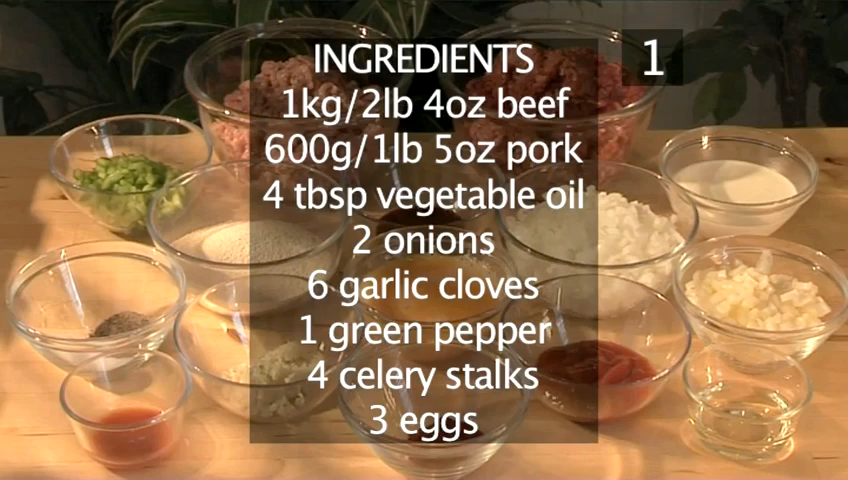 INGREDIENTS
1
1kg/2lb 4oz beef
600g/1lb 5oz pork
4 tbsp vegetable oil
2 onions
6 garlic cloves
1 green pepper
4 celery stalks
3 eggs